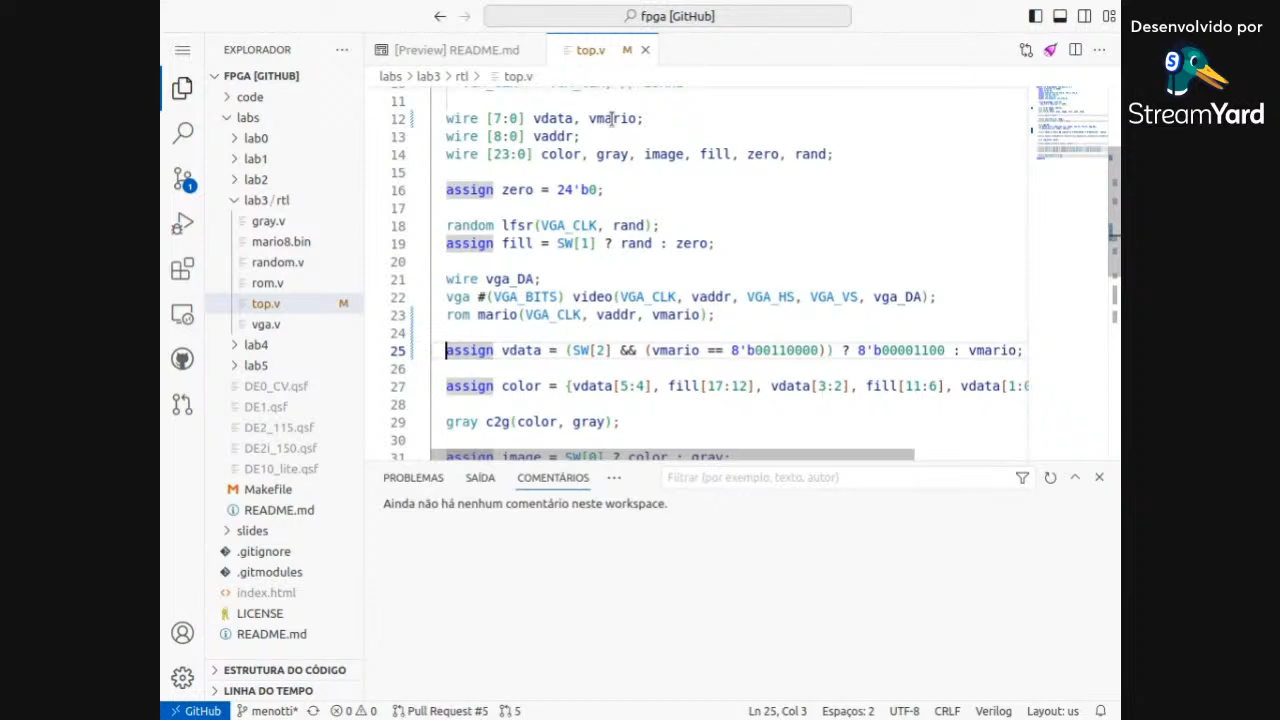 fpga [GitHub]
Desenvolvido por
StreamYard
EXPLORADOR
[Preview] README.md
top.v
M
FPGA [GITHUB]
labs > lab3 > rtl > top.v
code
labs
lab0
lab1
lab2
lab3 / rtl
gray.v
mario8.bin
random.v
rom.v
top.v M
vga.v
lab4
lab5
DE0_CV.qsf
DE1.qsf
DE2_115.qsf
DE2i_150.qsf
DE10_lite.qsf
Makefile
README.md
slides
.gitignore
.gitmodules
index.html
LICENSE
README.md
ESTRUTURA DO CÓDIGO
LINHA DO TEMPO
1
11
12 wire [7:0] vdata, vmario;
13 wire [8:0] vaddr;
14 wire [23:0] color, gray, image, fill, zero, rand;
15
16 assign zero = 24'b0;
17
18 random lfsr(VGA_CLK, rand);
19 assign fill = SW[1] ? rand : zero;
20
21 wire vga_DA;
22 vga #(VGA_BITS) video(VGA_CLK, vaddr, VGA_HS, VGA_VS, vga_DA);
23 rom mario(VGA_CLK, vaddr, vmario);
24
25 assign vdata = (SW[2] && (vmario == 8'b00110000)) ? 8'b00001100 : vmario;
26
27 assign color = {vdata[5:4], fill[17:12], vdata[3:2], fill[11:6], vdata[1:0
28
29 gray c2g(color, gray);
30
31 assign image = SW[0] ? color : gray;
PROBLEMAS SAÍDA COMENTÁRIOS
Filtrar (por exemplo, texto, autor)
Ainda não há nenhum comentário neste workspace.
GitHub menotti* 0 0 Pull Request #5 5 Ln 25, Col 3 Espaços: 2 UTF-8 CRLF Verilog Layout: us